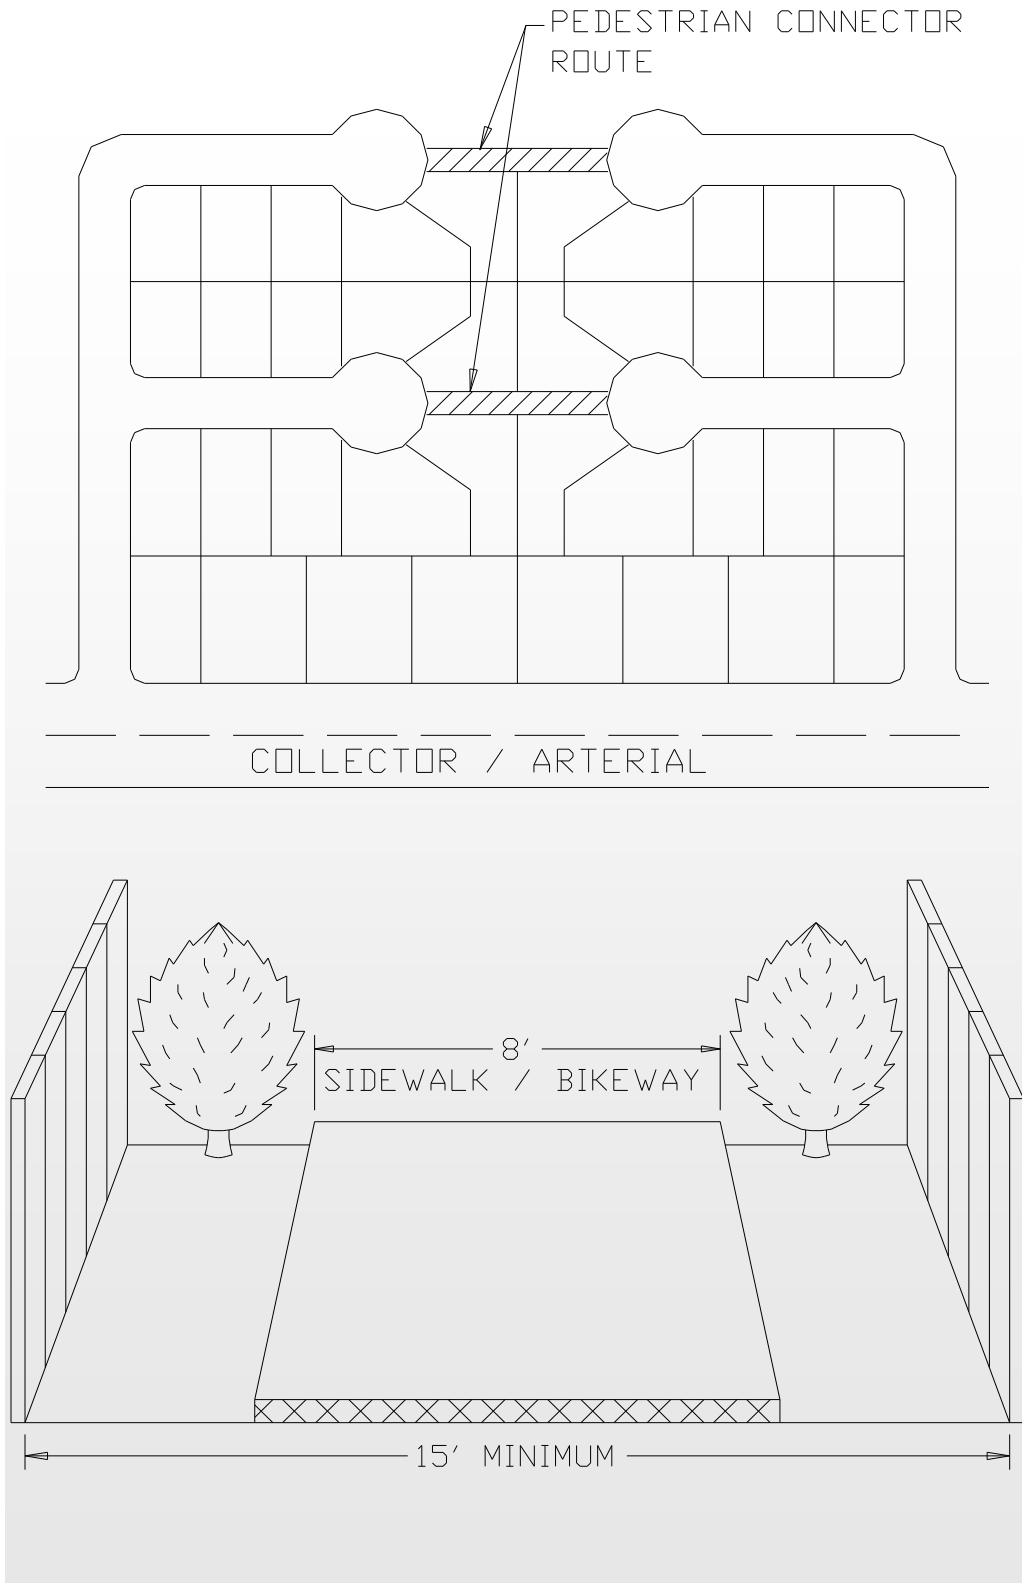 PEDESTRIAN CONNECTOR
ROUTE
COLLECTOR / ARTERIAL
8'
SIDEWALK / BIKEWAY
15' MINIMUM